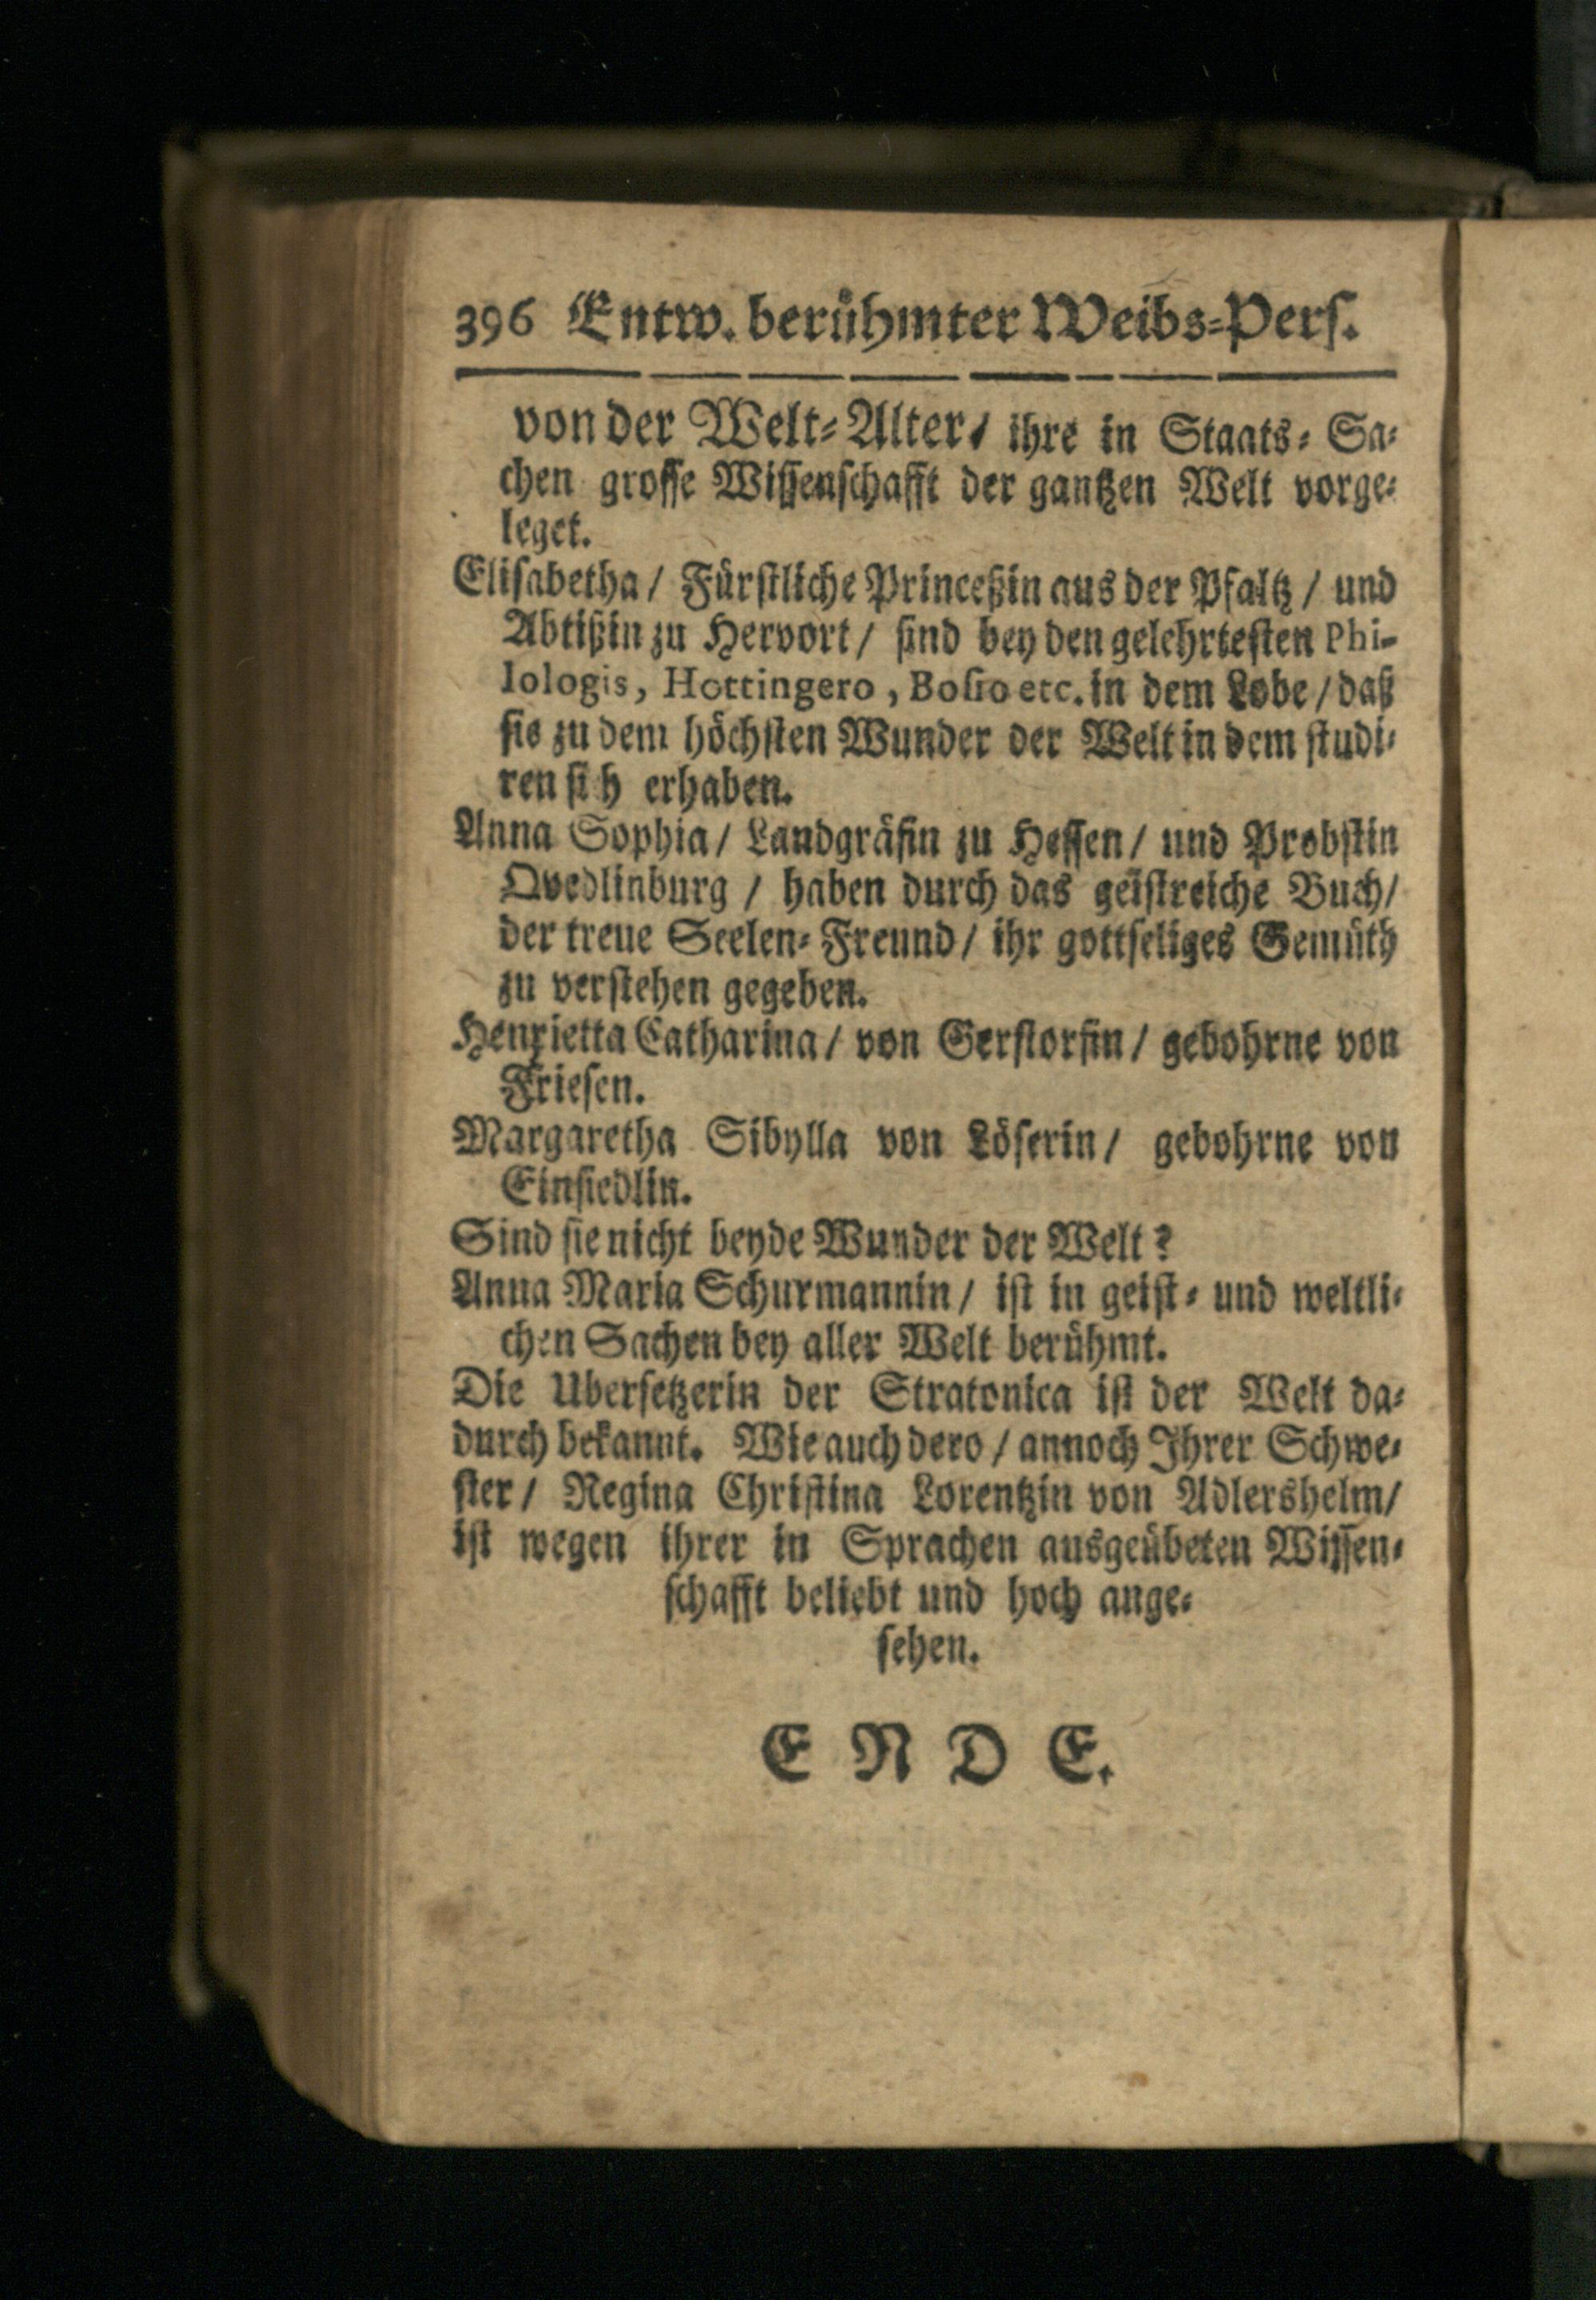 396 Entw. berühmter Weibs-Pers.
von der Welt-Alter/ ihre in Staats-Sa-
chen grosse Wissenschafft der gantzen Welt vorge-
leget.
Elisabetha / Fürstliche Princeßin aus der Pfaltz / und
Abtißin zu Hervort / sind bey den gelehrtesten Phi-
lologis, Hottingero, Bosio etc. in dem Lobe / daß
sie zu dem höchsten Wunder der Welt in dem studi-
ren sich erhaben.
Anna Sophia / Landgräfin zu Hessen / und Probstin
Qvedlinburg / haben durch das geistreiche Buch /
der treue Seelen-Freund / ihr gottseliges Gemüth
zu verstehen gegeben.
Henrietta Catharina / von Gerstorfin / gebohrne von
Friesen.
Margaretha Sibylla von Löserin / gebohrne von
Einsiedlin.
Sind sie nicht beyde Wunder der Welt?
Anna Maria Schurmannin / ist in geist- und weltli-
chen Sachen bey aller Welt berühmt.
Die Ubersetzerin der Stratonica ist der Welt da-
durch bekannt. Wie auch dero / annoch Ihrer Schwe-
ster / Regina Christina Lorentzin von Adlershelm /
ist wegen ihrer in Sprachen ausgeübeten Wissen-
schafft beliebt und hoch ange-
sehen.
ENDE.